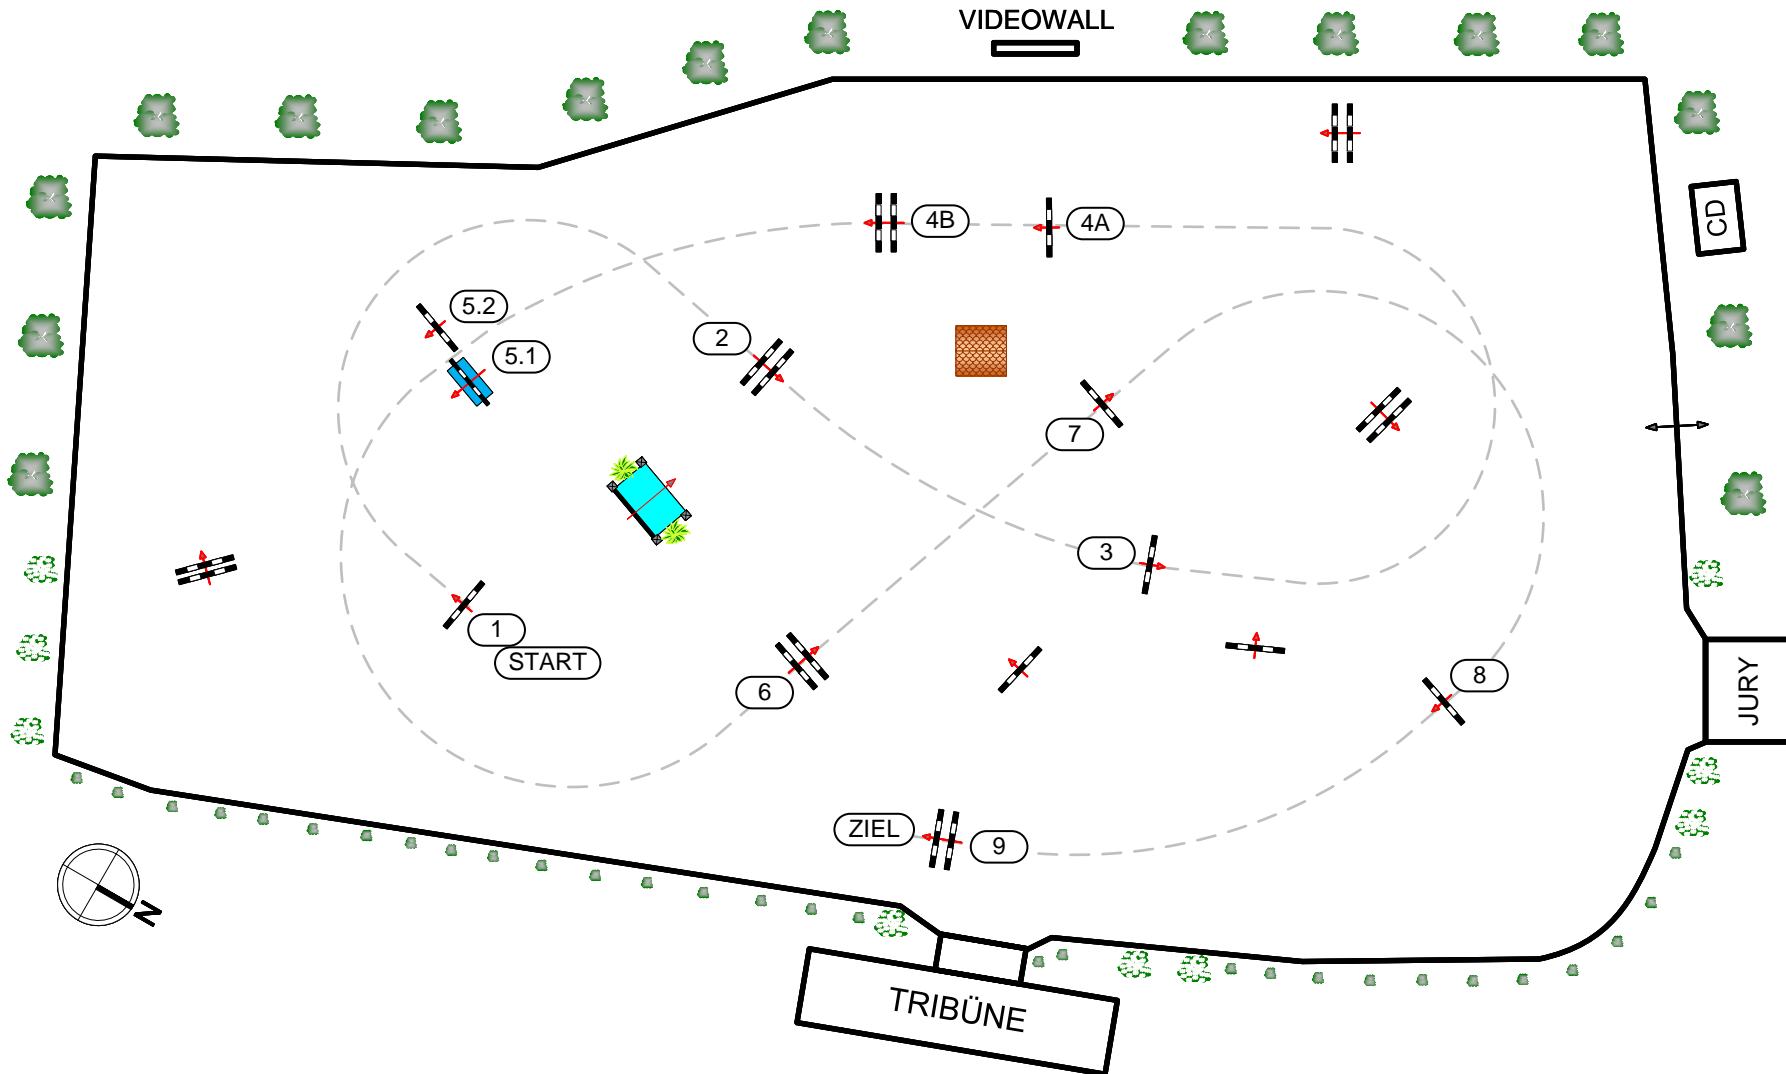 VIDEOWALL
CD
4B
4A
5.2
2
5.1
7
3
1
START
8
6
JURY
ZIEL
9
N
TRIBÜNE